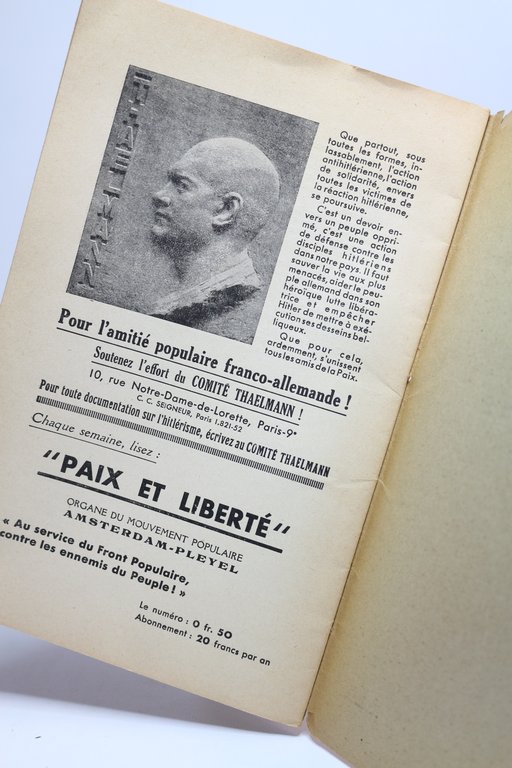 E. THAELMANN
Que partout, sous
toutes les formes, in-
lassablement, l'action
antihitlérienne, l'action
de solidarité, envers
toutes les victimes de
la réaction hitlérienne,
se poursuive.
C'est un devoir en-
vers un peuple oppri-
mé, c'est une action
de défense contre les
disciples hitlériens
dans notre pays. Il faut
sauver la vie aux plus
menacés, aider le peu-
ple allemand dans son
héroïque lutte libéra-
trice et empêcher
Hitler de mettre à exé-
cution ses desseins bel-
liqueux.
Que pour cela,
ardemment, s'unissent
tous les amis de la Paix.
Pour l'amitié populaire franco-allemande !
Soutenez l'effort du COMITÉ THAELMANN !
10, rue Notre-Dame-de-Lorette, Paris-9e
C. C. SEIGNEUR, Paris 1.821-52
Pour toute documentation sur l'hitlérisme, écrivez au COMITÉ THAELMANN
Chaque semaine, lisez :
"PAIX ET LIBERTÉ"
ORGANE DU MOUVEMENT POPULAIRE
AMSTERDAM-PLEYEL
« Au service du Front Populaire,
contre les ennemis du Peuple ! »
Le numéro : 0 fr. 50
Abonnement : 20 francs par an